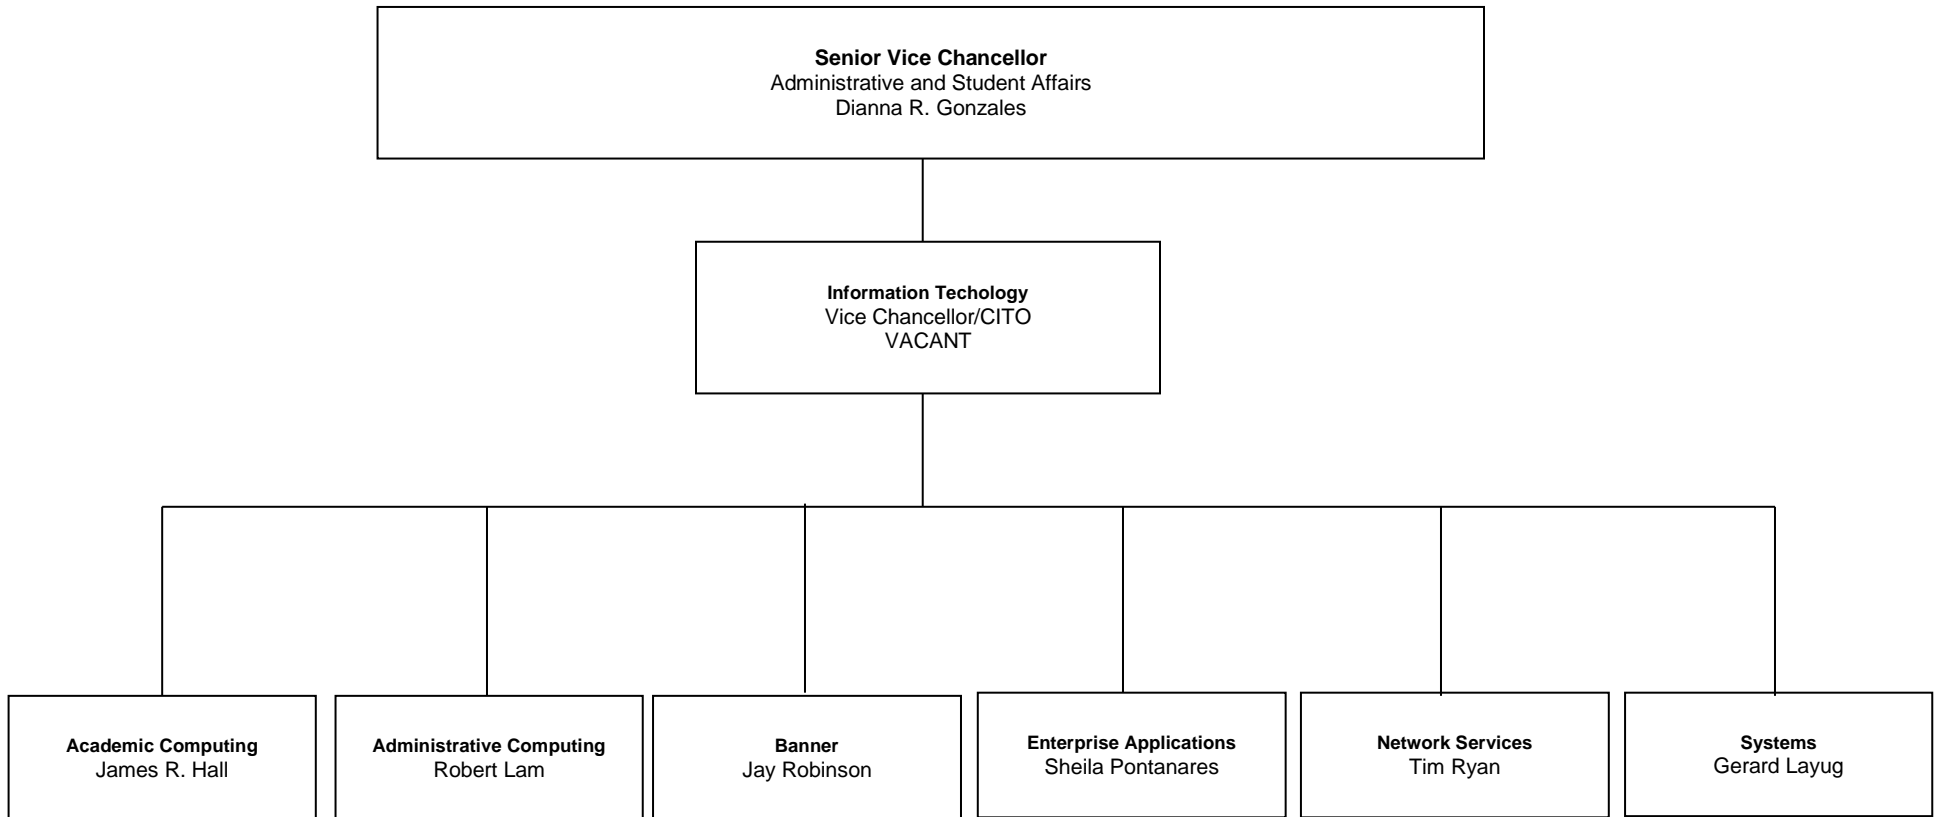 Senior Vice Chancellor
Administrative and Student Affairs
Dianna R. Gonzales
Information Techology
Vice Chancellor/CITO
VACANT
Academic Computing
James R. Hall
Administrative Computing
Robert Lam
Banner
Jay Robinson
Enterprise Applications
Sheila Pontanares
Network Services
Tim Ryan
Systems
Gerard Layug